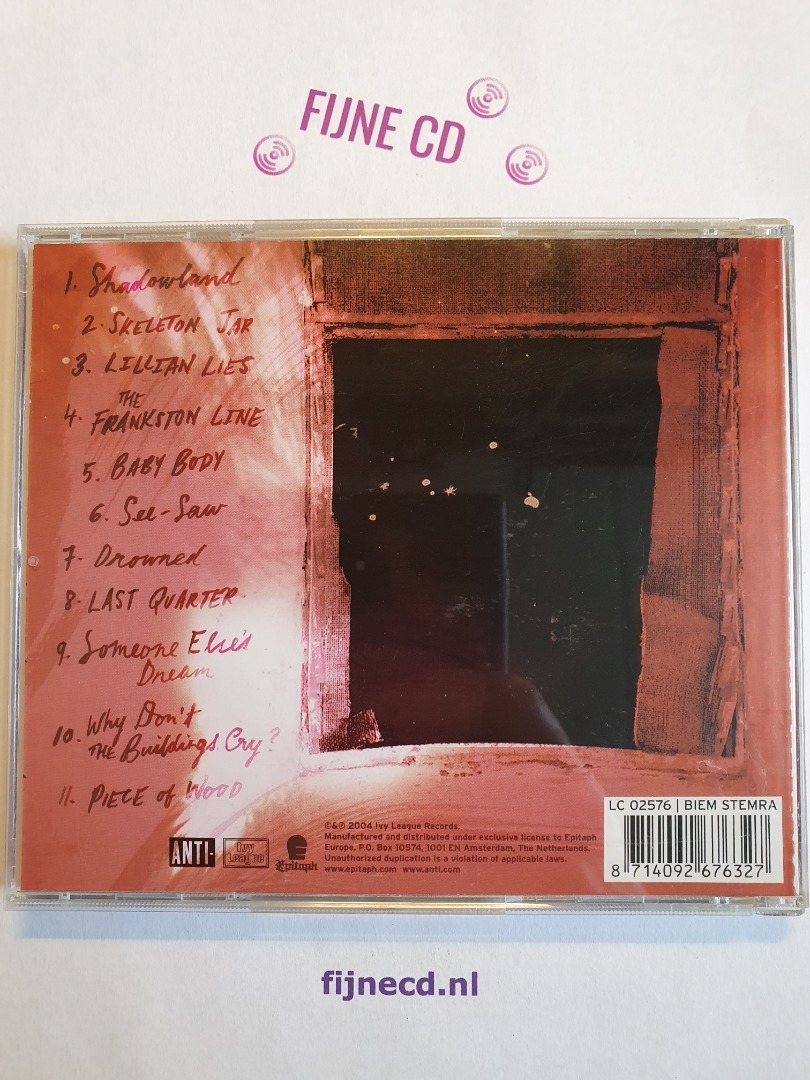 FIJNE CD
1. Shadowland
2. SKELETON JAR
3. LILLIAN LIES
4. THE FRANKSTON LINE
5. BABY BODY
6. See-Saw
7. Drowned
8. LAST QUARTER
9. Someone Else's
Dream
10. Why Don't
THE Buildings Cry?
11. PIECE of WOOD
ANTI-
Ivy
League
Epitaph
©&℗ 2004 Ivy League Records.
Manufactured and distributed under exclusive license to Epitaph
Europe. P.O. Box 10574, 1001 EN Amsterdam, The Netherlands.
Unauthorized duplication is a violation of applicable laws.
www.epitaph.com www.anti.com
LC 02576 | BIEM STEMRA
8 714092 676327
fijnecd.nl